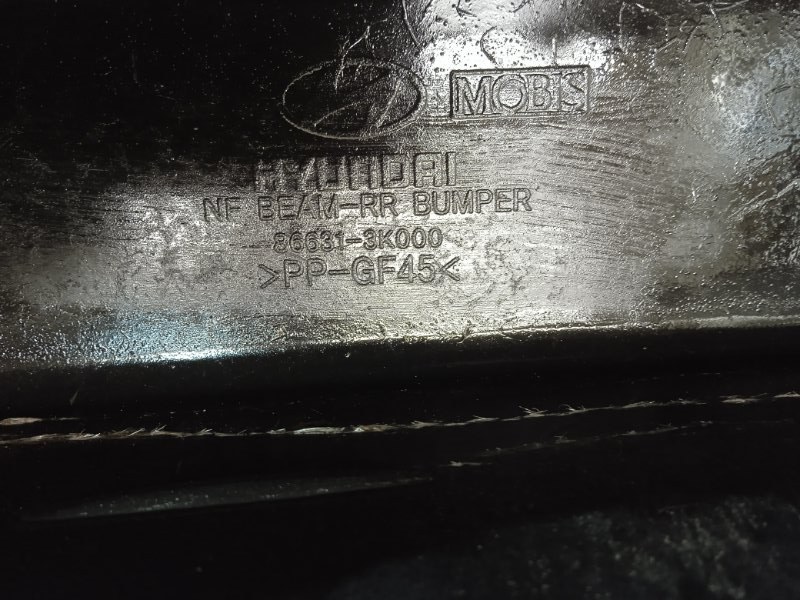 MOBIS
HYUNDAI
NF BEAM-RR BUMPER
86631-3K000
>PP-GF45<